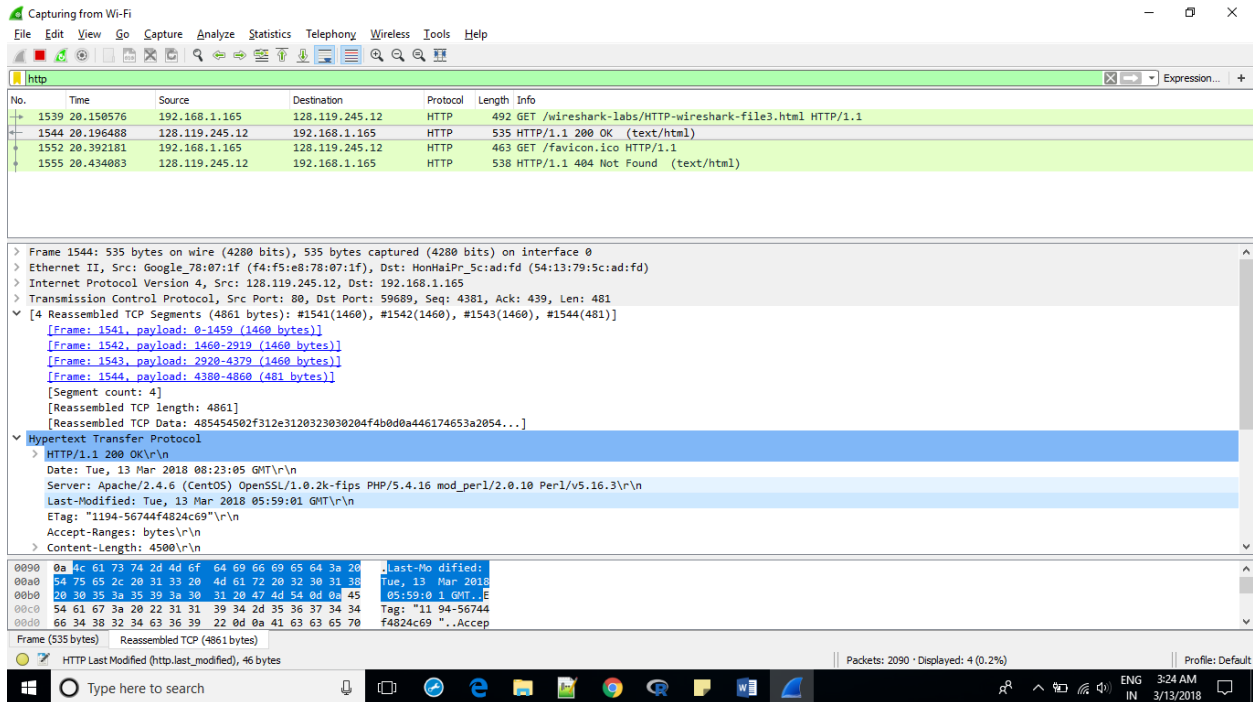 Capturing from Wi-Fi
File Edit View Go Capture Analyze Statistics Telephony Wireless Tools Help
http Expression... +
No. Time Source Destination Protocol Length Info
1539 20.150576 192.168.1.165 128.119.245.12 HTTP 492 GET /wireshark-labs/HTTP-wireshark-file3.html HTTP/1.1
1544 20.196488 128.119.245.12 192.168.1.165 HTTP 535 HTTP/1.1 200 OK (text/html)
1552 20.392181 192.168.1.165 128.119.245.12 HTTP 463 GET /favicon.ico HTTP/1.1
1555 20.434083 128.119.245.12 192.168.1.165 HTTP 538 HTTP/1.1 404 Not Found (text/html)
> Frame 1544: 535 bytes on wire (4280 bits), 535 bytes captured (4280 bits) on interface 0
> Ethernet II, Src: Google_78:07:1f (f4:f5:e8:78:07:1f), Dst: HonHaiPr_5c:ad:fd (54:13:79:5c:ad:fd)
> Internet Protocol Version 4, Src: 128.119.245.12, Dst: 192.168.1.165
> Transmission Control Protocol, Src Port: 80, Dst Port: 59689, Seq: 4381, Ack: 439, Len: 481
[4 Reassembled TCP Segments (4861 bytes): #1541(1460), #1542(1460), #1543(1460), #1544(481)]
[Frame: 1541, payload: 0-1459 (1460 bytes)]
[Frame: 1542, payload: 1460-2919 (1460 bytes)]
[Frame: 1543, payload: 2920-4379 (1460 bytes)]
[Frame: 1544, payload: 4380-4860 (481 bytes)]
[Segment count: 4]
[Reassembled TCP length: 4861]
[Reassembled TCP Data: 485454502f312e3120323030204f4b0d0a446174653a2054...]
Hypertext Transfer Protocol
> HTTP/1.1 200 OK\r\n
Date: Tue, 13 Mar 2018 08:23:05 GMT\r\n
Server: Apache/2.4.6 (CentOS) OpenSSL/1.0.2k-fips PHP/5.4.16 mod_perl/2.0.10 Perl/v5.16.3\r\n
Last-Modified: Tue, 13 Mar 2018 05:59:01 GMT\r\n
ETag: "1194-56744f4824c69"\r\n
Accept-Ranges: bytes\r\n
> Content-Length: 4500\r\n
0090 0a 4c 61 73 74 2d 4d 6f 64 69 66 69 65 64 3a 20 .Last-Mo dified:
00a0 54 75 65 2c 20 31 33 20 4d 61 72 20 32 30 31 38 Tue, 13 Mar 2018
00b0 20 30 35 3a 35 39 3a 30 31 20 47 4d 54 0d 0a 45 05:59:0 1 GMT..E
00c0 54 61 67 3a 20 22 31 31 39 34 2d 35 36 37 34 34 Tag: "11 94-56744
00d0 66 34 38 32 34 63 36 39 22 0d 0a 41 63 63 65 70 f4824c69 "..Accep
Frame (535 bytes) Reassembled TCP (4861 bytes)
HTTP Last Modified (http.last_modified), 46 bytes Packets: 2090 · Displayed: 4 (0.2%) Profile: Default
Type here to search ENG 3:24 AM
IN 3/13/2018